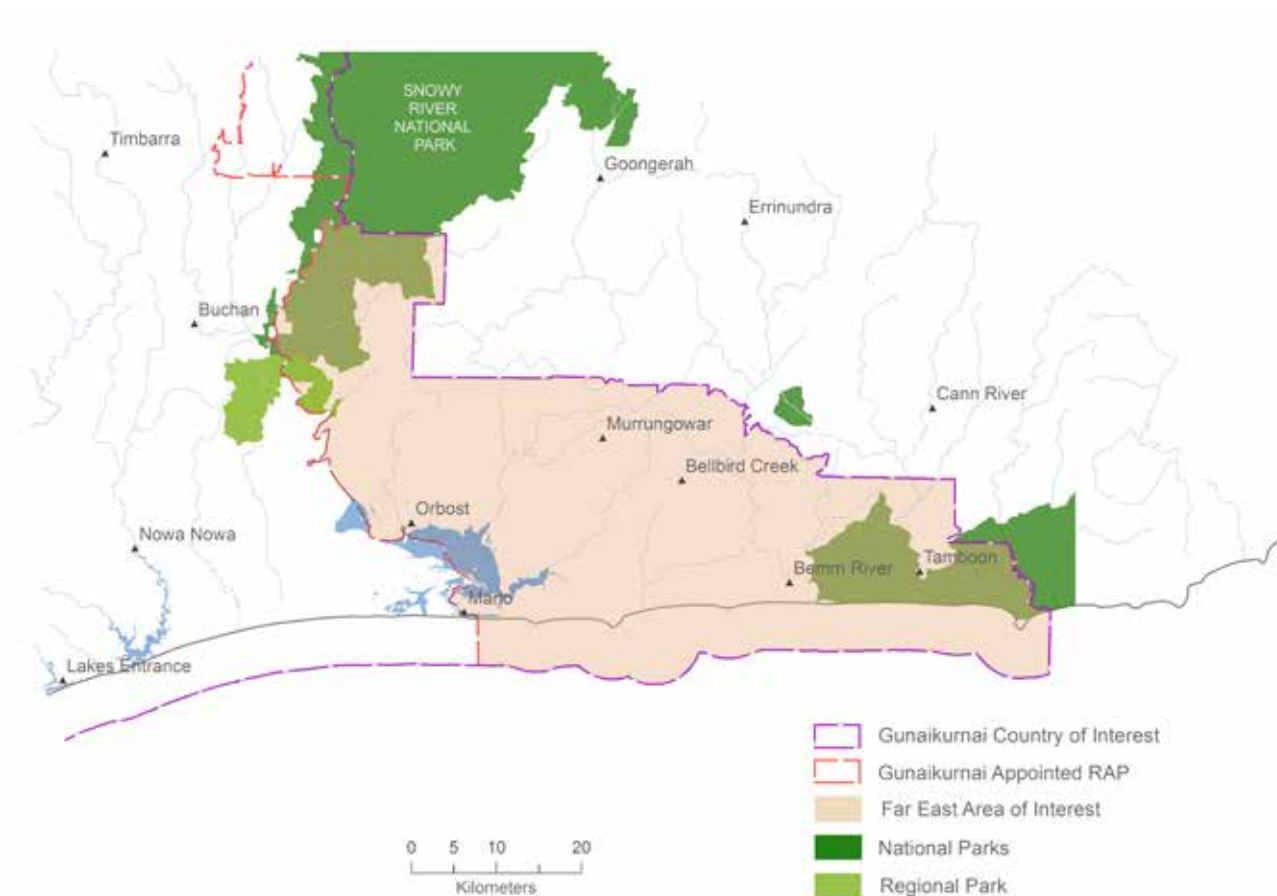 SNOWY
RIVER
NATIONAL
PARK
Timbarra
Goongerah
Errinundra
Buchan
Cann River
Murrungowar
Bellbird Creek
Orbost
Nowa Nowa
Bemm River
Tamboon
Marlo
Lakes Entrance
Gunaikurnai Country of Interest
Gunaikurnai Appointed RAP
Far East Area of Interest
National Parks
Regional Park
0 5 10 20
Kilometers